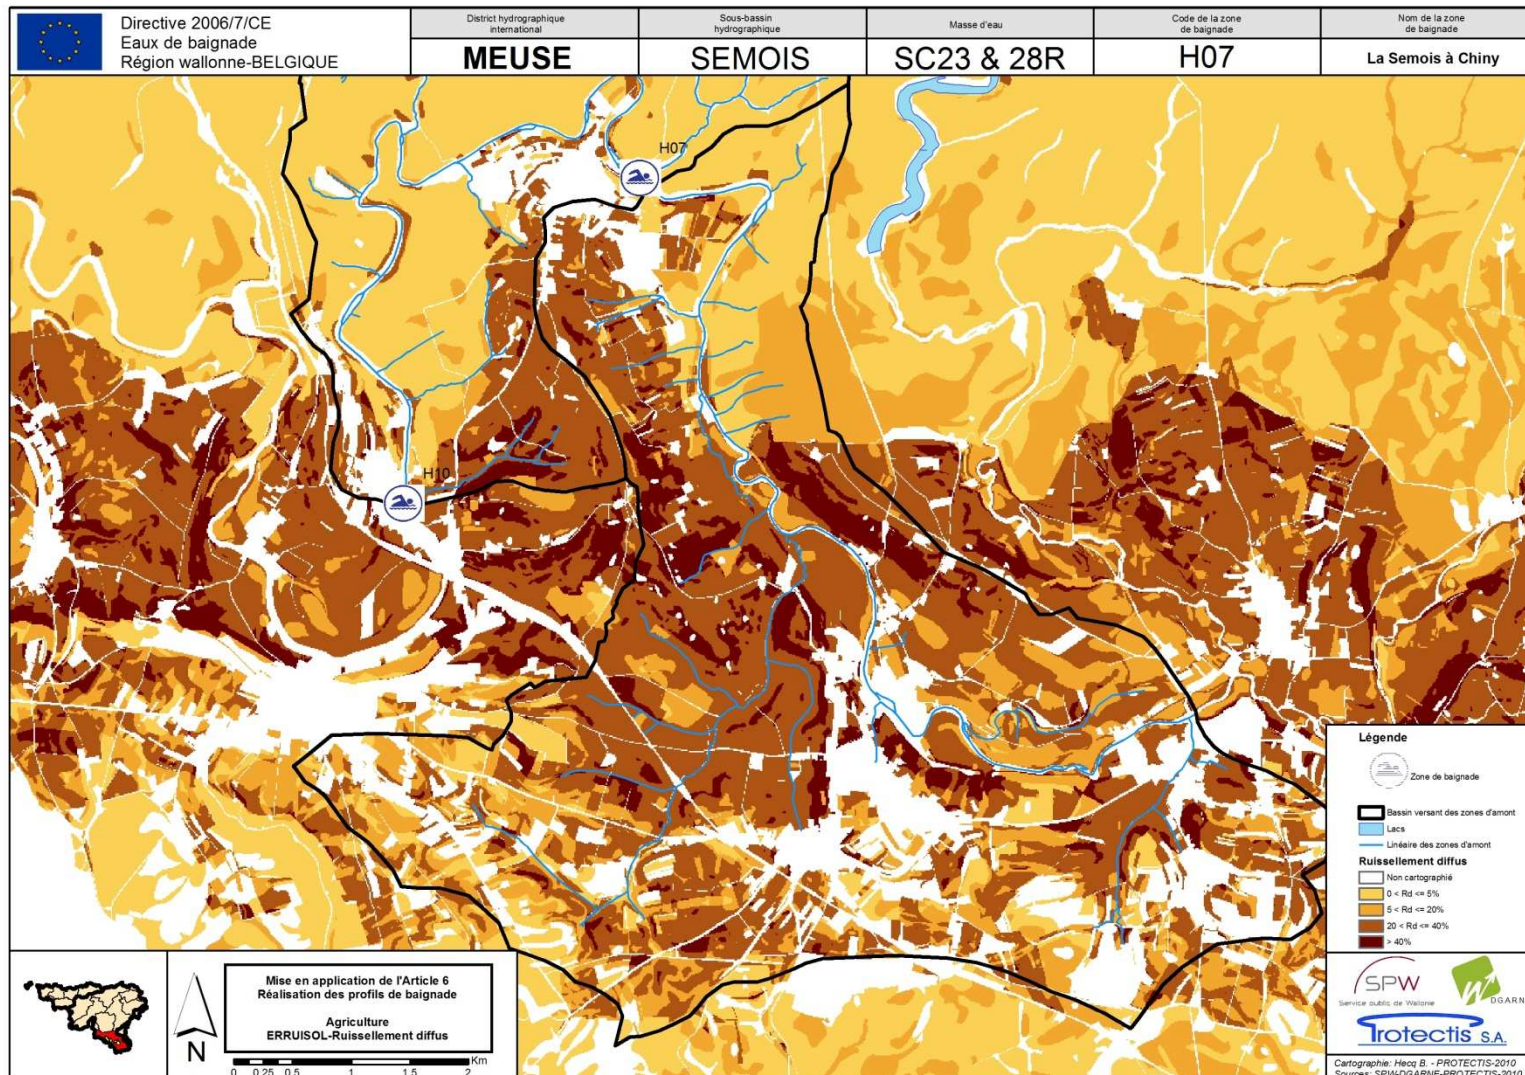 Directive 2006/7/CE
Eaux de baignade
Région wallonne-BELGIQUE
District hydrographique
international
MEUSE
Sous-bassin
hydrographique
SEMOIS
Masse d'eau
SC23 & 28R
Code de la zone
de baignade
H07
Nom de la zone
de baignade
La Semois à Chiny
H07
H10
Légende
Zone de baignade
Bassin versant des zones d'amont
Lacs
Linéaire des zones d'amont
Ruissellement diffus
Non cartographié
0 < Rd <= 5%
5 < Rd <= 20%
20 < Rd <= 40%
> 40%
N
Mise en application de l'Article 6
Réalisation des profils de baignade
Agriculture
ERRUISOL-Ruissellement diffus
Km
0 0.25 0.5 1 1.5 2
SPW
Service public de Wallonie
DGARNE
Protectis S.A.
Cartographie: Hecq B. - PROTECTIS-2010
Sources: SPW-DGARNE-PROTECTIS-2010